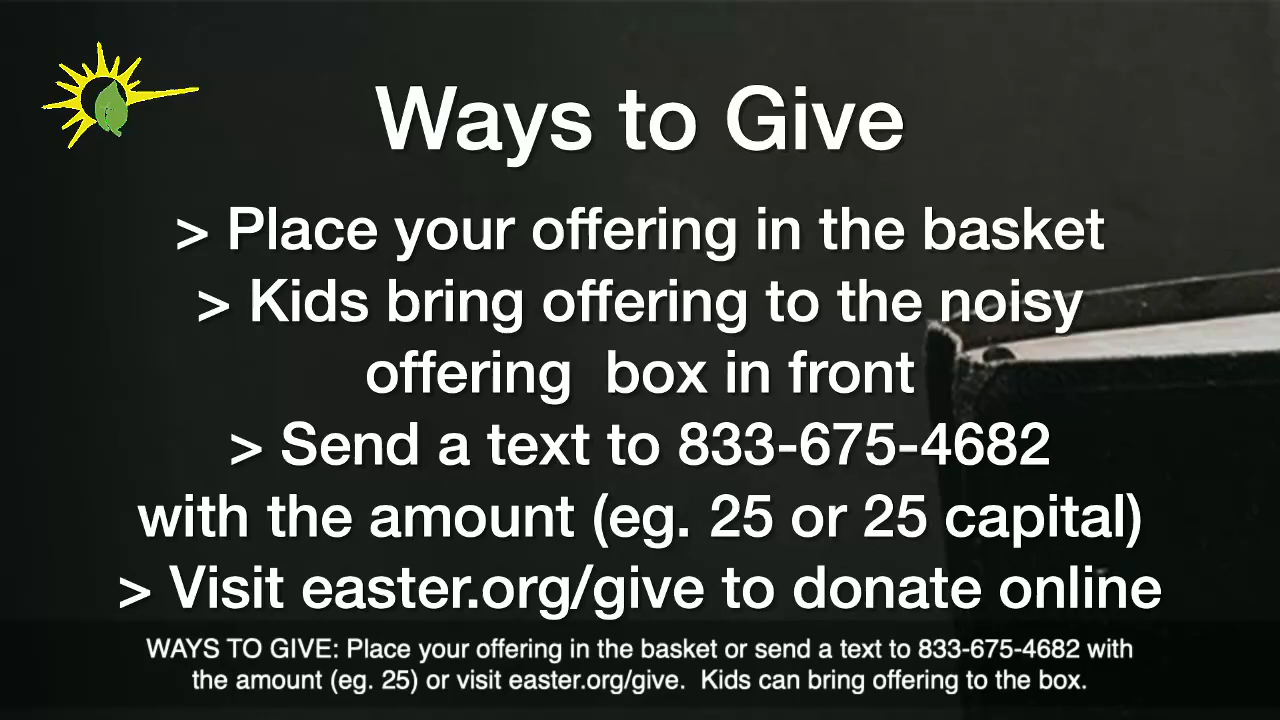 Ways to Give
> Place your offering in the basket
> Kids bring offering to the noisy
offering  box in front
> Send a text to 833-675-4682
with the amount (eg. 25 or 25 capital)
> Visit easter.org/give to donate online
WAYS TO GIVE: Place your offering in the basket or send a text to 833-675-4682 with
the amount (eg. 25) or visit easter.org/give.  Kids can bring offering to the box.